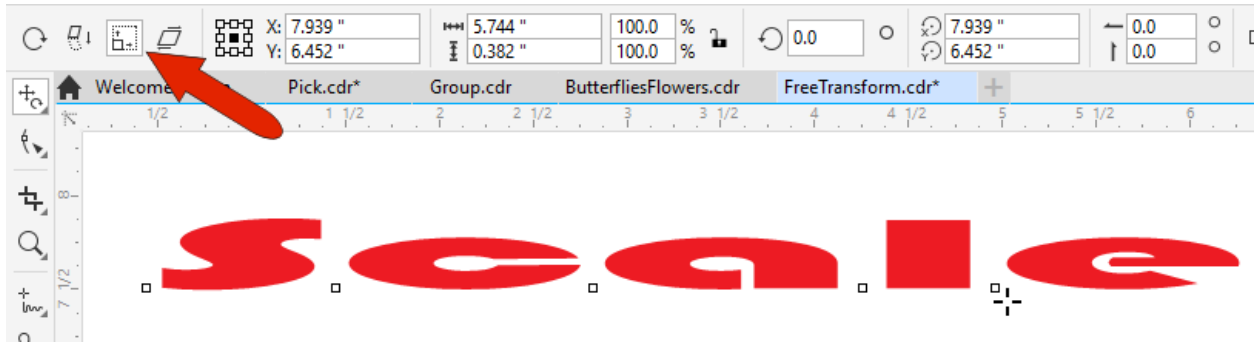 X: 7.939 " 5.744 " 100.0 % 0.0 7.939 " 0.0
Y: 6.452 " 0.382 " 100.0 % 6.452 " 0.0
Pick.cdr* Group.cdr ButterfliesFlowers.cdr FreeTransform.cdr*
1/2 1 1/2 2 2 1/2 3 3 1/2 4 4 1/2 5 5 1/2 6
8
7 1/2
Scale